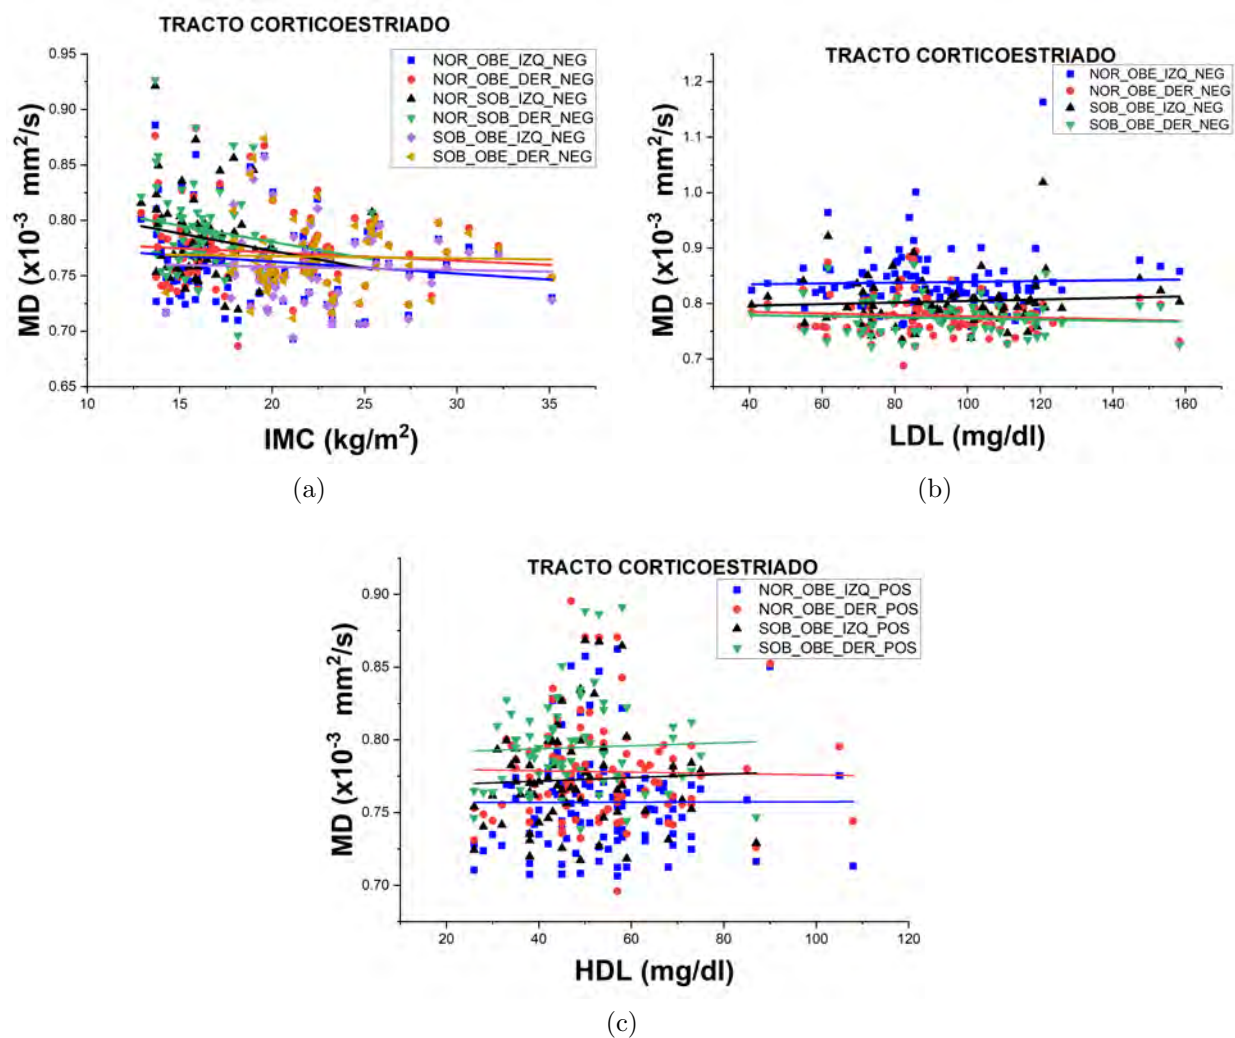 TRACTO CORTICOESTRIADO
0.95
0.90
0.85
0.80
0.75
0.70
0.65
MD (x10⁻³ mm²/s)
NOR_OBE_IZQ_NEG
NOR_OBE_DER_NEG
NOR_SOB_IZQ_NEG
NOR_SOB_DER_NEG
SOB_OBE_IZQ_NEG
SOB_OBE_DER_NEG
10 15 20 25 30 35
IMC (kg/m²)
(a)
TRACTO CORTICOESTRIADO
1.2
1.1
1.0
0.9
0.8
0.7
MD (x10⁻³ mm²/s)
NOR_OBE_IZQ_NEG
NOR_OBE_DER_NEG
SOB_OBE_IZQ_NEG
SOB_OBE_DER_NEG
40 60 80 100 120 140 160
LDL (mg/dl)
(b)
TRACTO CORTICOESTRIADO
0.90
0.85
0.80
0.75
0.70
MD (x10⁻³ mm²/s)
NOR_OBE_IZQ_POS
NOR_OBE_DER_POS
SOB_OBE_IZQ_POS
SOB_OBE_DER_POS
20 40 60 80 100 120
HDL (mg/dl)
(c)